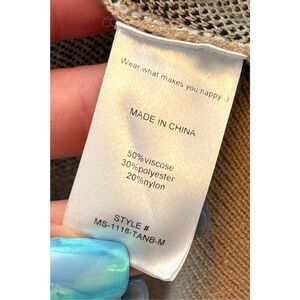 Wear what makes you happy :)
MADE IN CHINA
50%viscose
30%polyester
20%nylon
STYLE #
MS-1118-TANB-M